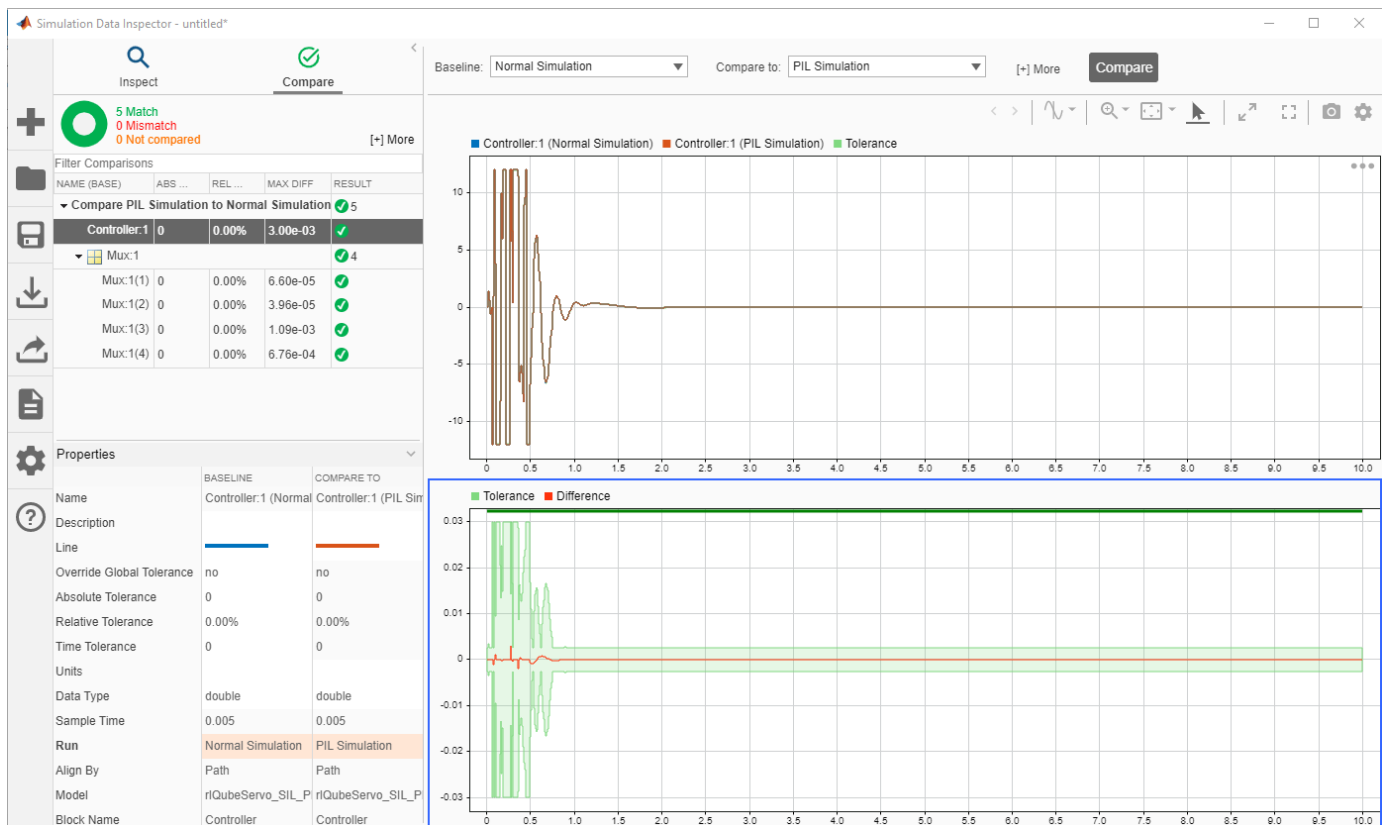 Simulation Data Inspector - untitled*
Inspect
Compare
5 Match
0 Mismatch
0 Not compared
[+] More
Filter Comparisons
NAME (BASE) ABS ... REL ... MAX DIFF RESULT
Compare PIL Simulation to Normal Simulation 5
Controller:1 0 0.00% 3.00e-03
Mux:1 4
Mux:1(1) 0 0.00% 6.60e-05
Mux:1(2) 0 0.00% 3.96e-05
Mux:1(3) 0 0.00% 1.09e-03
Mux:1(4) 0 0.00% 6.76e-04
Properties
BASELINE COMPARE TO
Name Controller:1 (Normal Controller:1 (PIL Sim
Description
Line
Override Global Tolerance no no
Absolute Tolerance 0 0
Relative Tolerance 0.00% 0.00%
Time Tolerance 0 0
Units
Data Type double double
Sample Time 0.005 0.005
Run Normal Simulation PIL Simulation
Align By Path Path
Model rlQubeServo_SIL_P rlQubeServo_SIL_P
Block Name Controller Controller
Baseline: Normal Simulation Compare to: PIL Simulation [+] More Compare
Controller:1 (Normal Simulation) Controller:1 (PIL Simulation) Tolerance
10
5
0
-5
-10
0 0.5 1.0 1.5 2.0 2.5 3.0 3.5 4.0 4.5 5.0 5.5 6.0 6.5 7.0 7.5 8.0 8.5 9.0 9.5 10.0
Tolerance Difference
0.03
0.02
0.01
0
-0.01
-0.02
-0.03
0 0.5 1.0 1.5 2.0 2.5 3.0 3.5 4.0 4.5 5.0 5.5 6.0 6.5 7.0 7.5 8.0 8.5 9.0 9.5 10.0